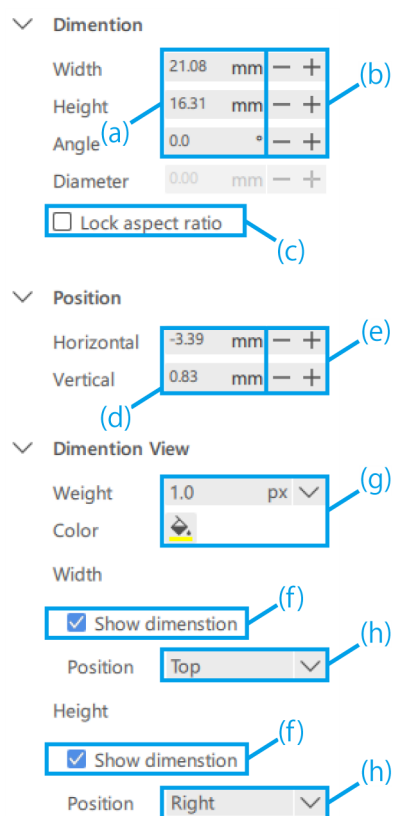 Dimention
Width 21.08 mm − + (b)
Height 16.31 mm − +
(a)
Angle 0.0 ° − +
Diameter 0.00 mm − +
Lock aspect ratio
(c)
Position
Horizontal -3.39 mm − + (e)
Vertical 0.83 mm − +
(d)
Dimention View
Weight 1.0 px (g)
Color
Width
(f)
Show dimenstion
Position Top (h)
Height
(f)
Show dimenstion
(h)
Position Right